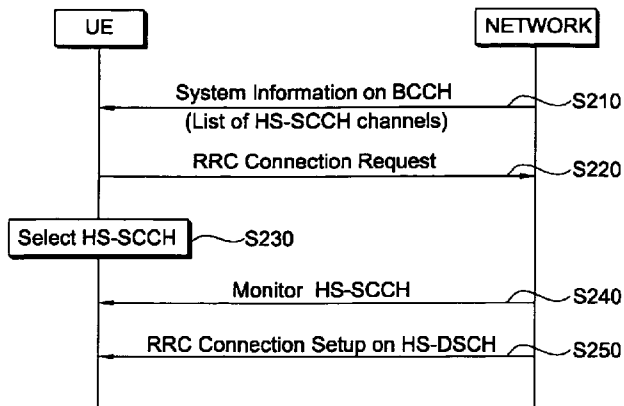 UE
NETWORK
System Information on BCCH
S210
(List of HS-SCCH channels)
RRC Connection Request
S220
Select HS-SCCH
S230
Monitor HS-SCCH
S240
RRC Connection Setup on HS-DSCH
S250